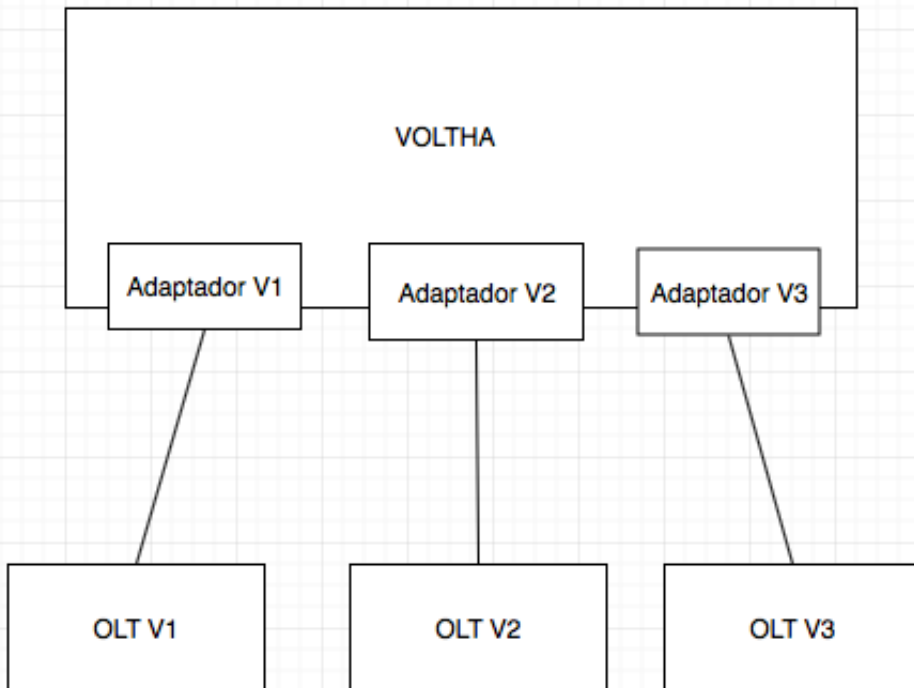 VOLTHA
Adaptador V1
Adaptador V2
Adaptador V3
OLT V1
OLT V2
OLT V3